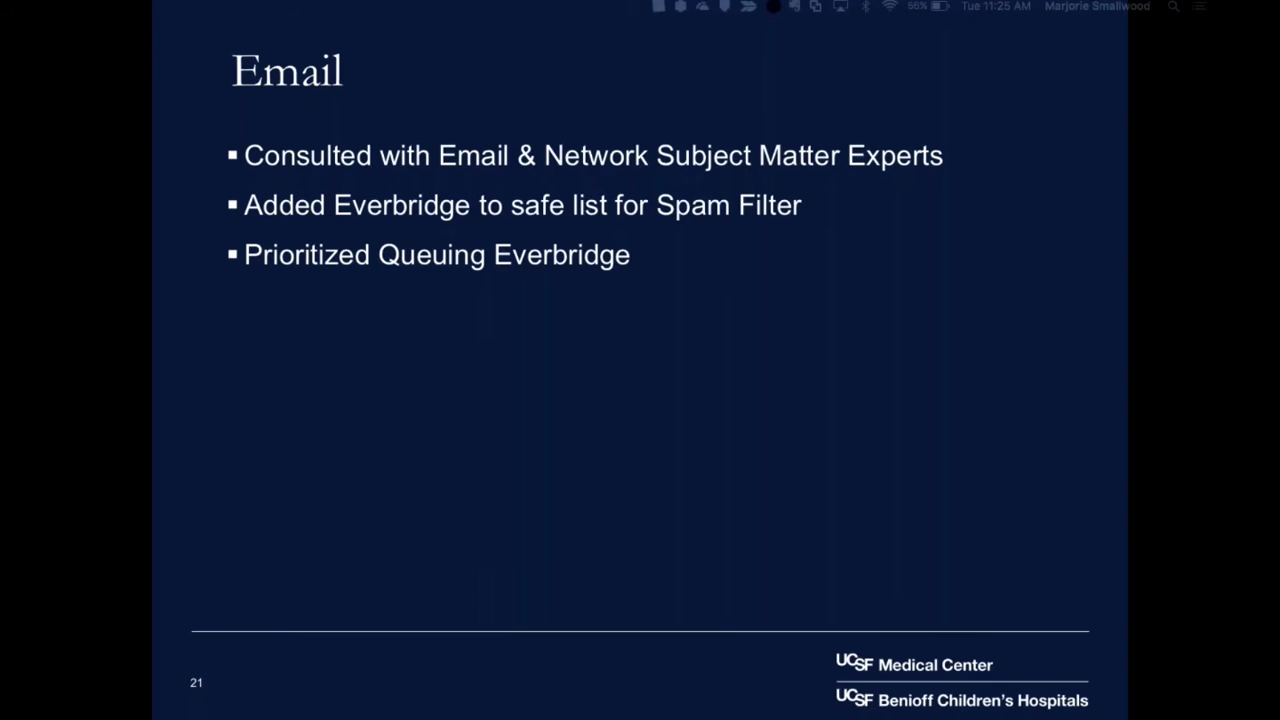 56% Tue 11:25 AM Marjorie Smallwood
Email
▪ Consulted with Email & Network Subject Matter Experts
▪ Added Everbridge to safe list for Spam Filter
▪ Prioritized Queuing Everbridge
UCSF Medical Center
21
UCSF Benioff Children's Hospitals